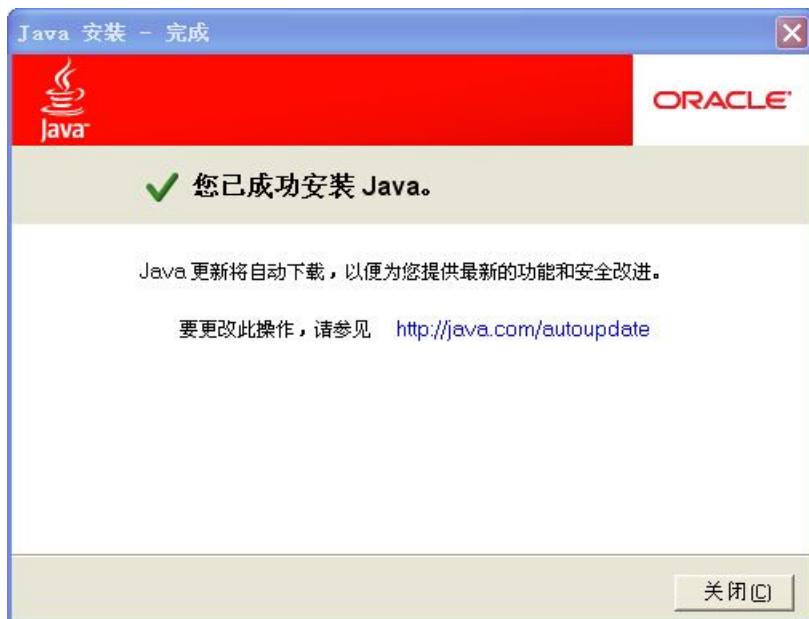 Java 安装 - 完成
Java™
ORACLE®
您已成功安装 Java。
Java 更新将自动下载，以便为您提供最新的功能和安全改进。
要更改此操作，请参见 http://java.com/autoupdate
关闭(C)